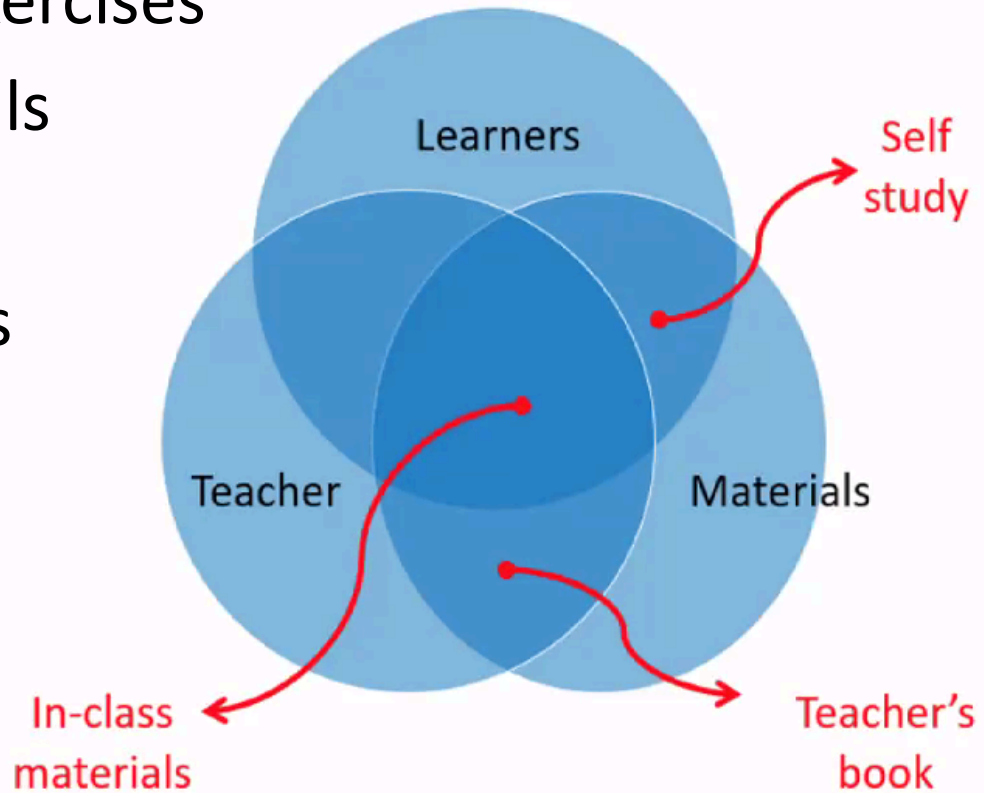 ercises
ls
s
Learners
Self
study
Teacher
Materials
In-class
materials
Teacher's
book